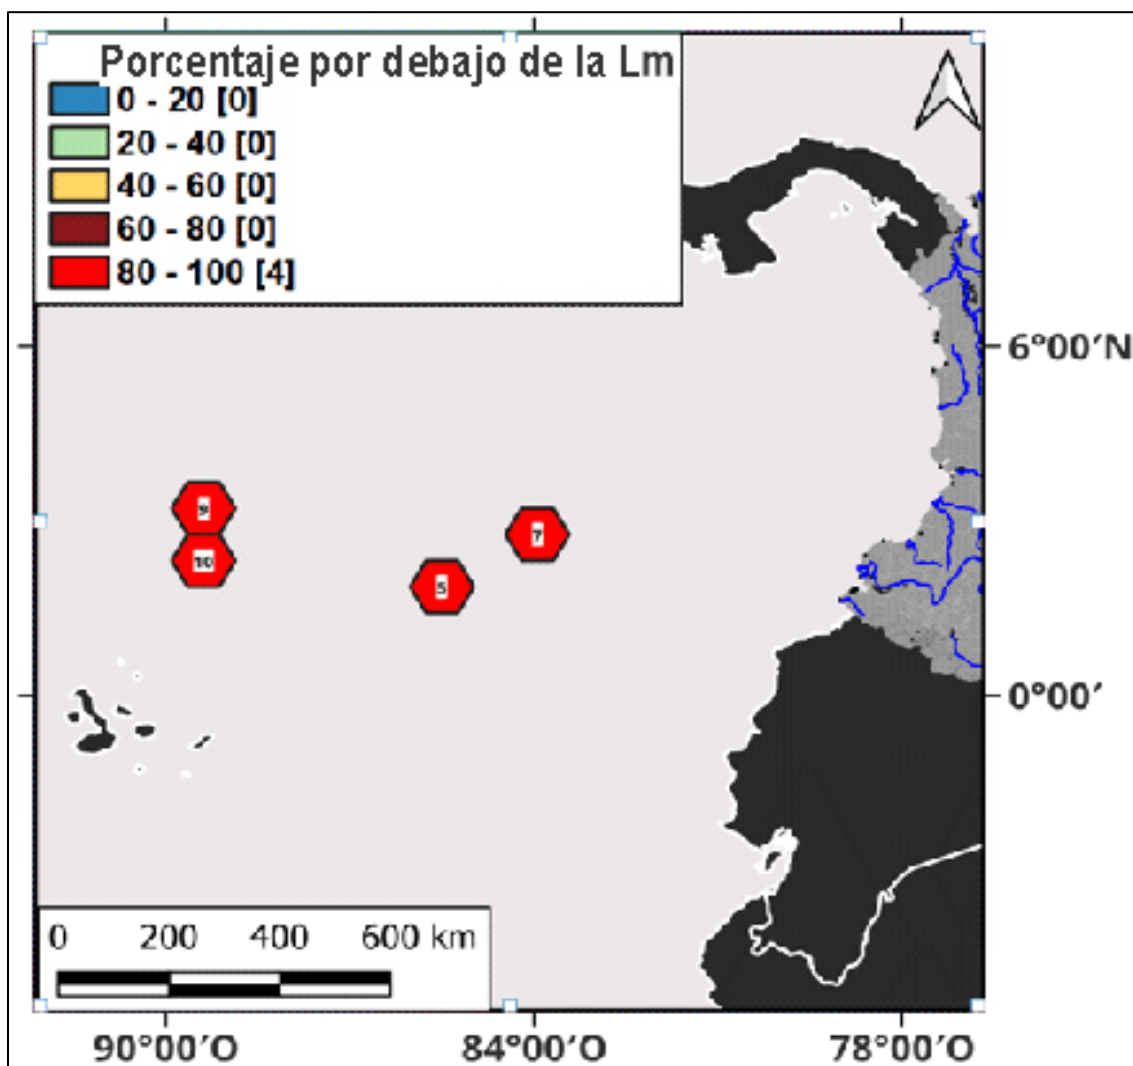 Porcentaje por debajo de la Lm
0 - 20 [0]
20 - 40 [0]
40 - 60 [0]
60 - 80 [0]
80 - 100 [4]
6°00'N
9
10
7
5
0°00'
0 200 400 600 km
90°00'O 84°00'O 78°00'O